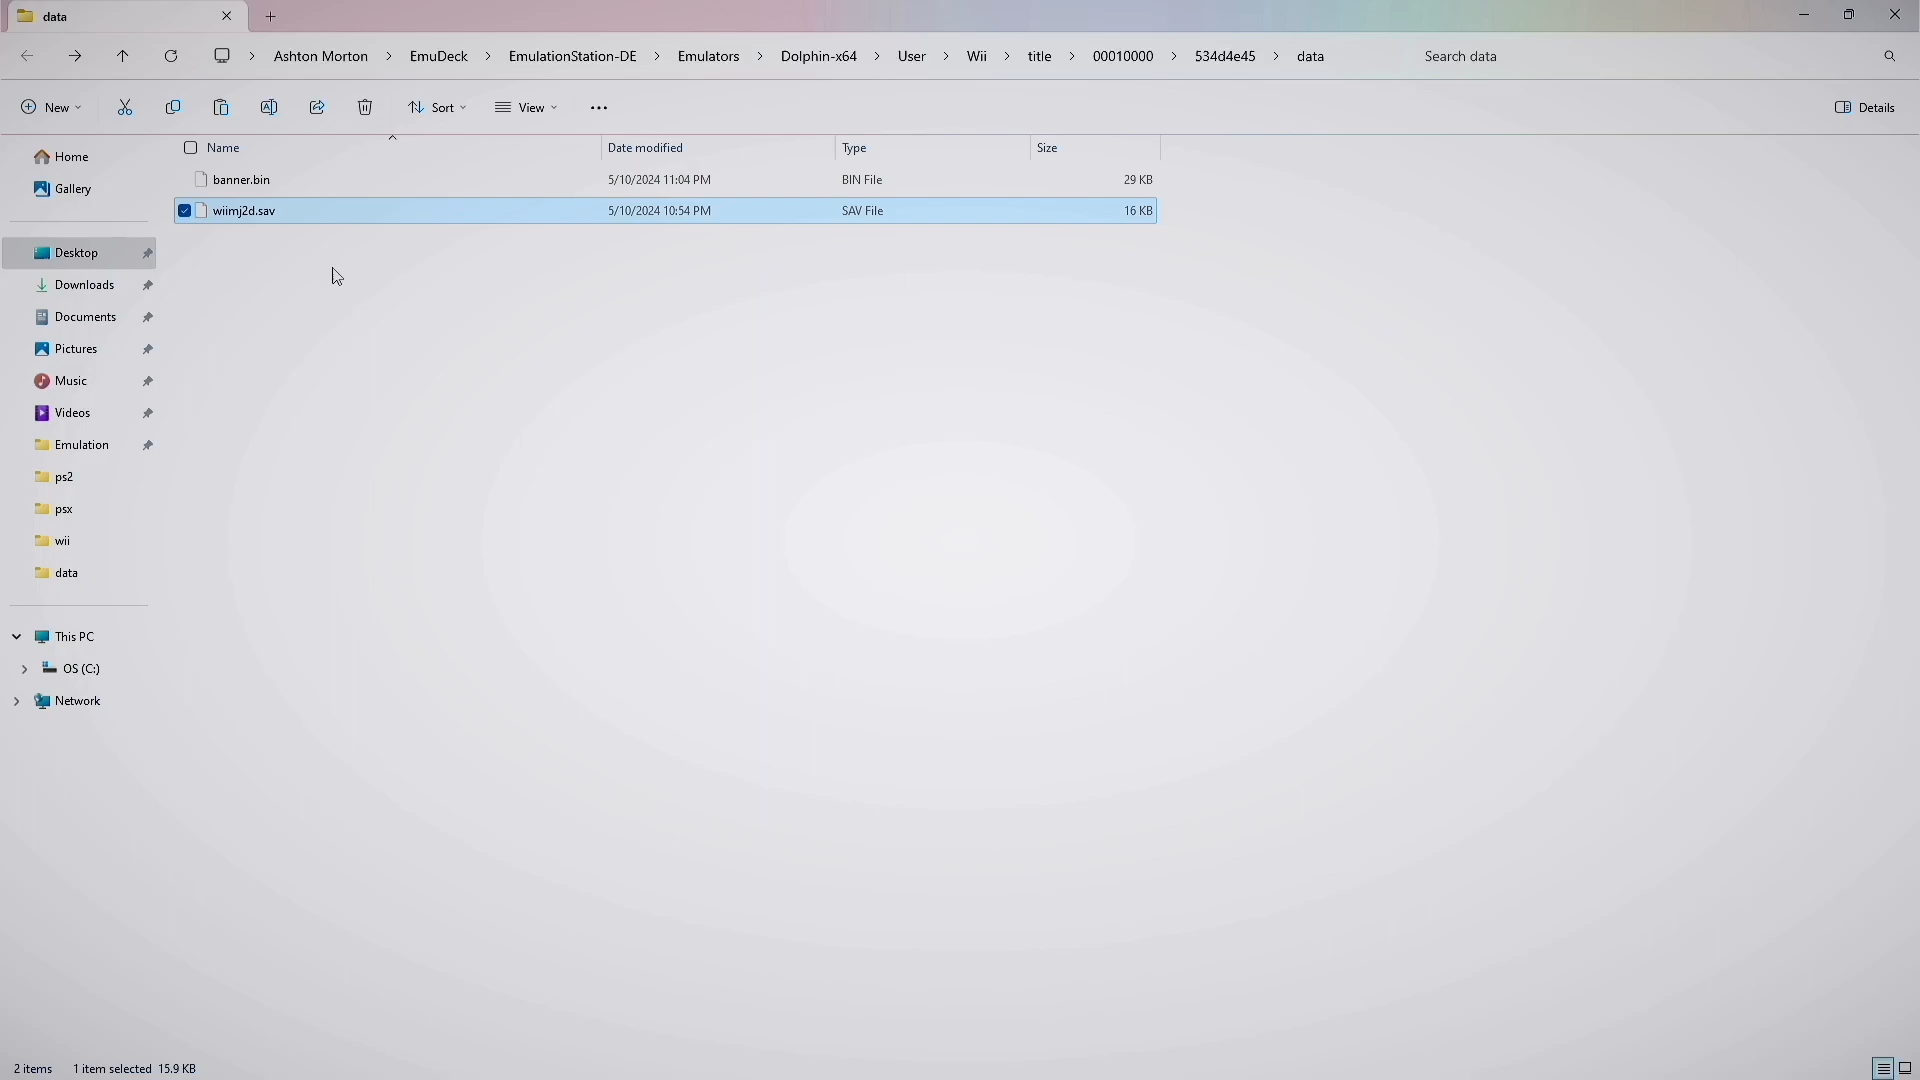 data
Ashton Morton > EmuDeck > EmulationStation-DE > Emulators > Dolphin-x64 > User > Wii > title > 00010000 > 534d4e45 > data
Search data
New
Sort
View
Details
Name Date modified Type Size
banner.bin 5/10/2024 11:04 PM BIN File 29 KB
wiimj2d.sav 5/10/2024 10:54 PM SAV File 16 KB
Home
Gallery
Desktop
Downloads
Documents
Pictures
Music
Videos
Emulation
ps2
psx
wii
data
This PC
OS (C:)
Network
2 items 1 item selected 15.9 KB